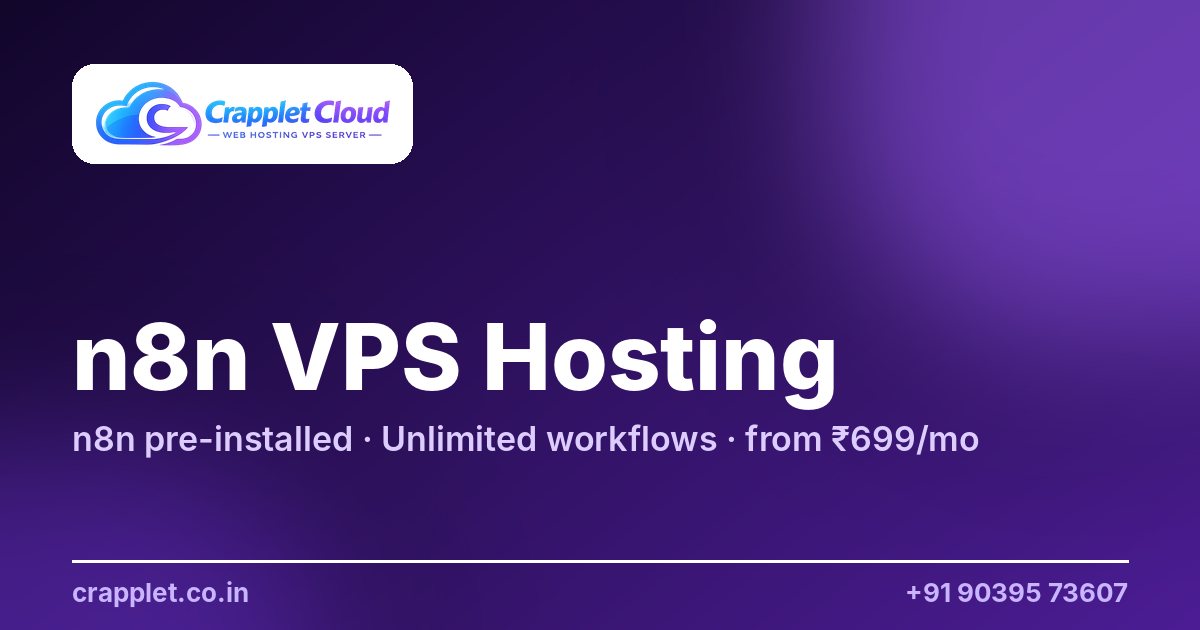 Crapplet Cloud
WEB HOSTING VPS SERVER
n8n VPS Hosting
n8n pre-installed · Unlimited workflows · from ₹699/mo
crapplet.co.in
+91 90395 73607